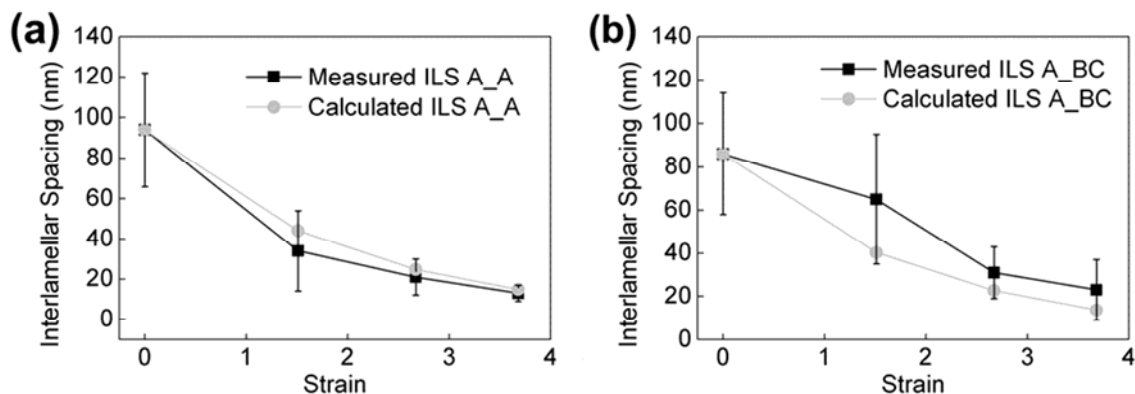 (a)
140
120
100
80
60
40
20
0
Interlamellar Spacing (nm)
Measured ILS A_A
Calculated ILS A_A
0 1 2 3 4
Strain
(b)
140
120
100
80
60
40
20
0
Interlamellar Spacing (nm)
Measured ILS A_BC
Calculated ILS A_BC
0 1 2 3 4
Strain